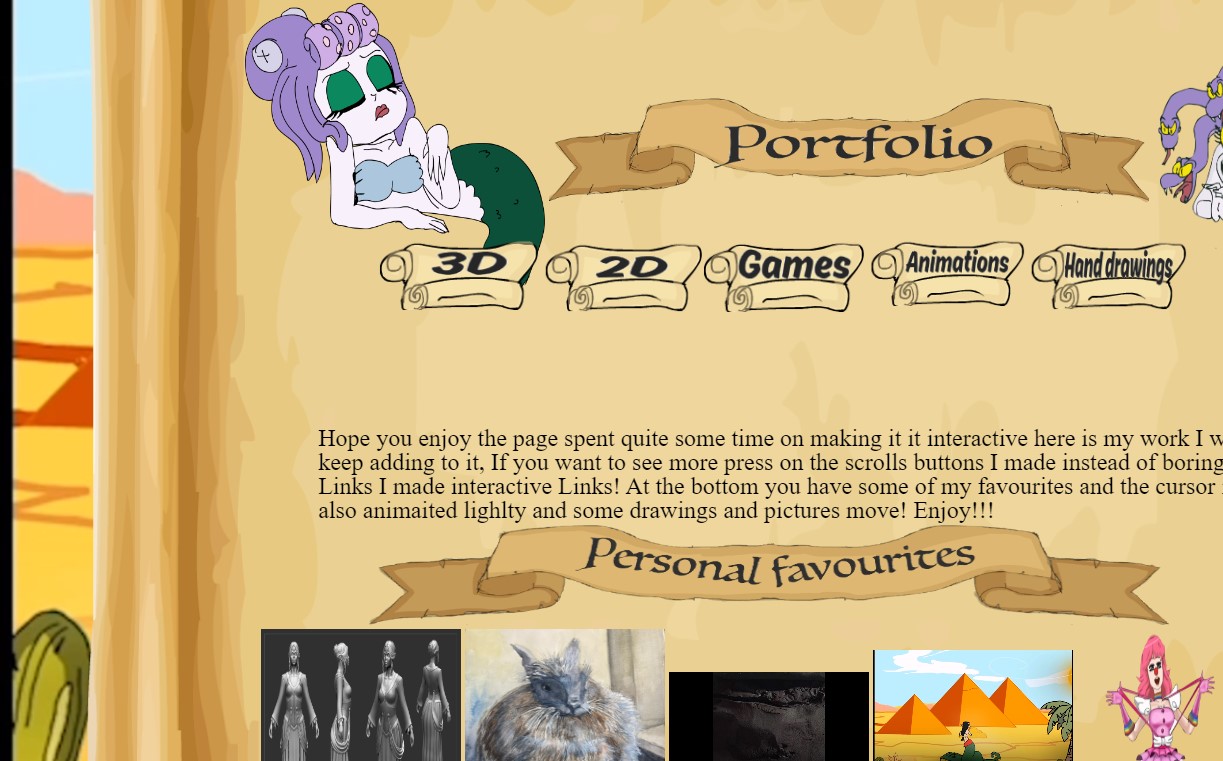 Portfolio
3D 2D Games Animations Hand drawings
Hope you enjoy the page spent quite some time on making it it interactive here is my work I w
keep adding to it, If you want to see more press on the scrolls buttons I made instead of boring
Links I made interactive Links! At the bottom you have some of my favourites and the cursor
also animaited lighlty and some drawings and pictures move! Enjoy!!!
Personal favourites